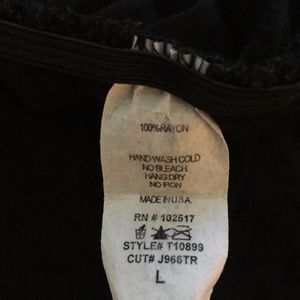 100%RAYON
HAND WASH COLD
NO BLEACH
HANG DRY
NO IRON
MADE IN U.S.A.
RN # 102517
STYLE# T10899
CUT# J966TR
L